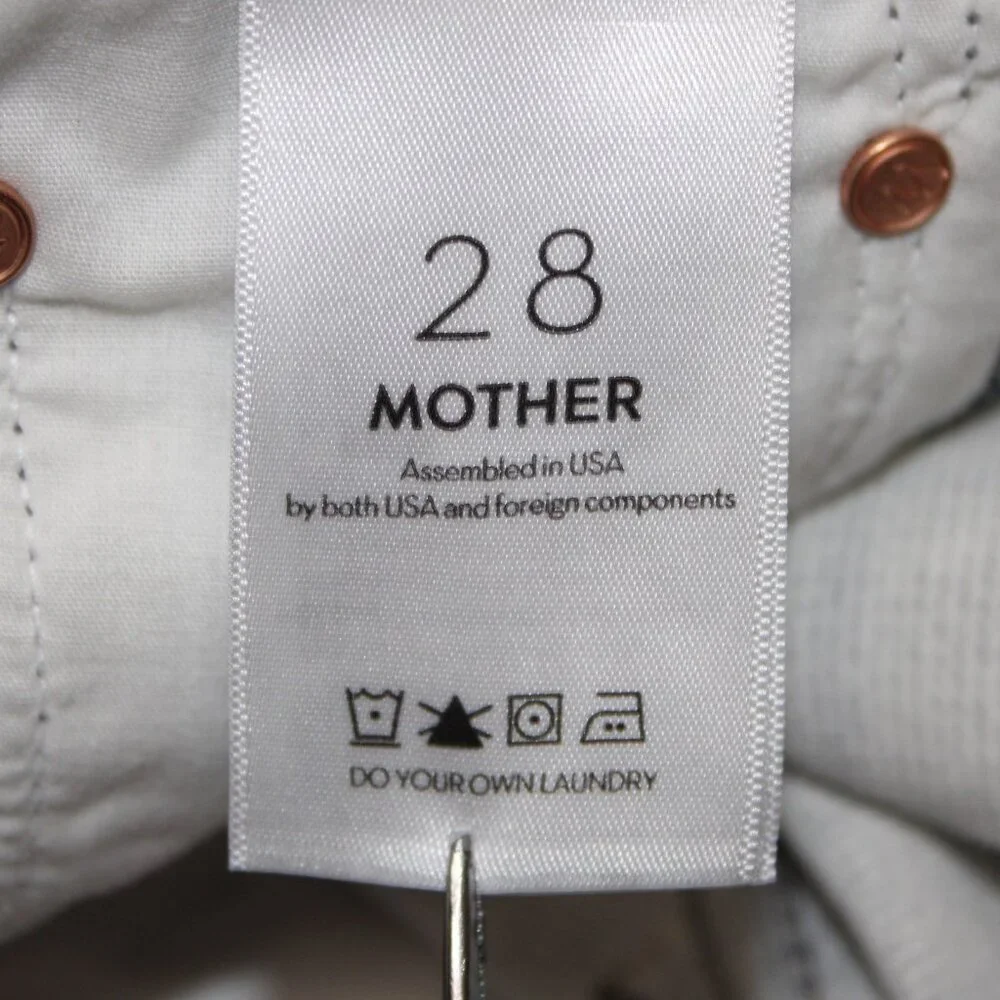 28
MOTHER
Assembled in USA
by both USA and foreign components
DO YOUR OWN LAUNDRY